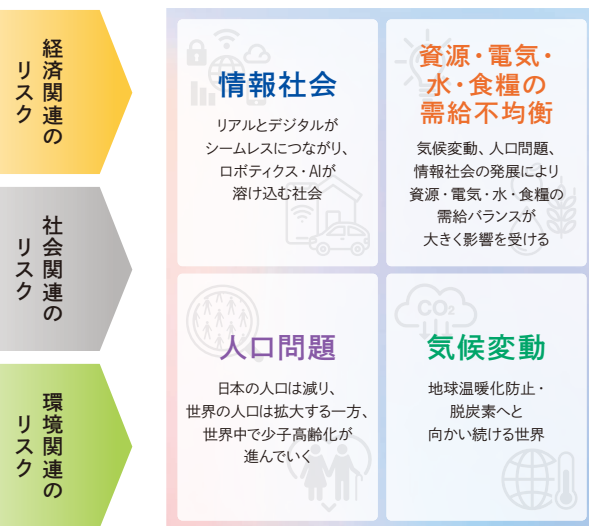 経済関連の
リスク
社会関連の
リスク
環境関連の
リスク
情報社会
リアルとデジタルが
シームレスにつながり、
ロボティクス・AIが
溶け込む社会
資源・電気・
水・食糧の
需給不均衡
気候変動、人口問題、
情報社会の発展により
資源・電気・水・食糧の
需給バランスが
大きく影響を受ける
人口問題
日本の人口は減り、
世界の人口は拡大する一方、
世界中で少子高齢化が
進んでいく
CO₂
気候変動
地球温暖化防止・
脱炭素へと
向かい続ける世界